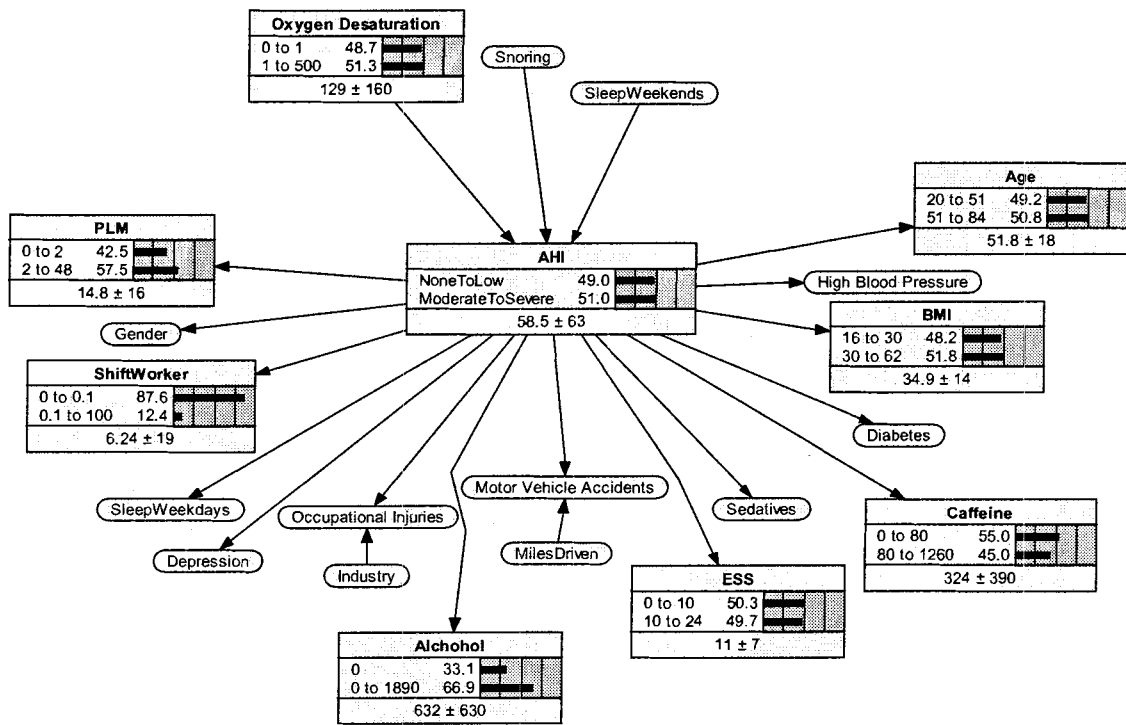 Oxygen Desaturation
0 to 1 48.7
1 to 500 51.3
129 ± 160
Snoring
SleepWeekends
Age
20 to 51 49.2
51 to 84 50.8
51.8 ± 18
PLM
0 to 2 42.5
2 to 48 57.5
14.8 ± 16
AHI
NoneToLow 49.0
ModerateToSevere 51.0
58.5 ± 63
High Blood Pressure
Gender
BMI
16 to 30 48.2
30 to 62 51.8
34.9 ± 14
ShiftWorker
0 to 0.1 87.6
0.1 to 100 12.4
6.24 ± 19
Diabetes
SleepWeekdays
Occupational Injuries
Motor Vehicle Accidents
Sedatives
Caffeine
0 to 80 55.0
80 to 1260 45.0
324 ± 390
Depression
Industry
MilesDriven
ESS
0 to 10 50.3
10 to 24 49.7
11 ± 7
Alchohol
0 33.1
0 to 1890 66.9
632 ± 630